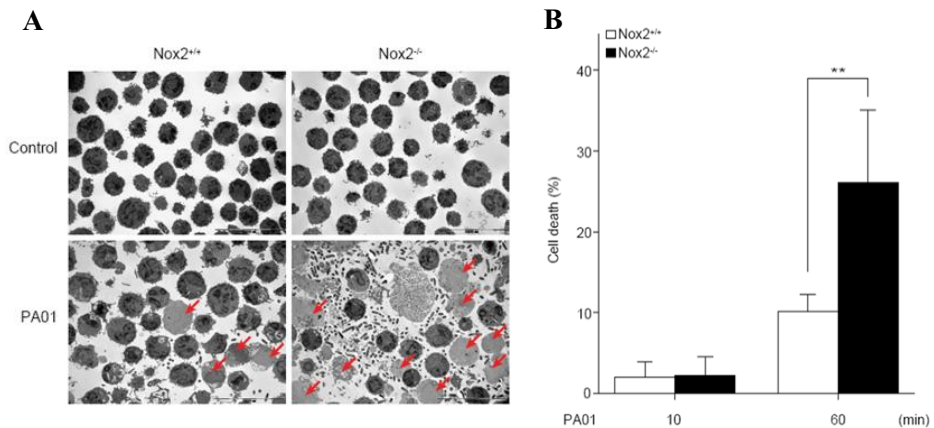 A
Nox2+/+
Nox2-/-
Control
PA01
B
Nox2+/+
Nox2-/-
**
40
30
20
10
0
Cell death (%)
PA01 10 60 (min)